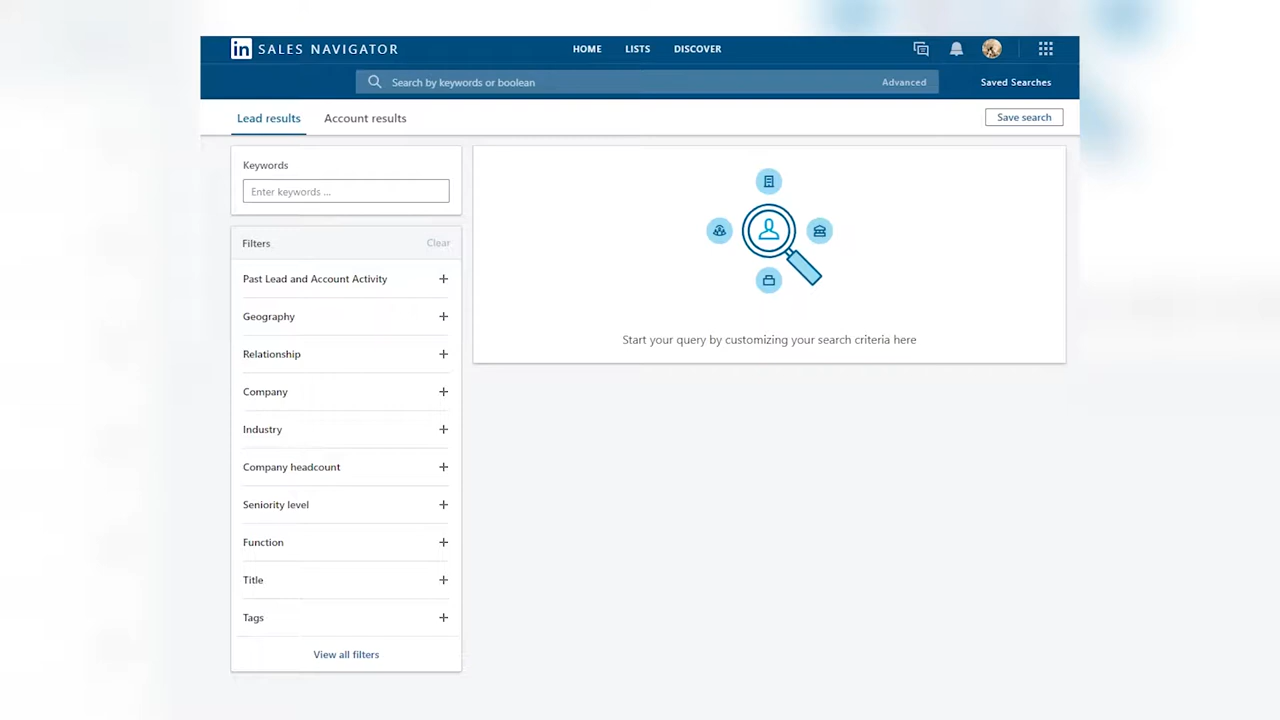 in SALES NAVIGATOR
HOME LISTS DISCOVER
Search by keywords or boolean Advanced Saved Searches
Lead results Account results Save search
Keywords
Enter keywords ...
Filters Clear
Past Lead and Account Activity +
Geography +
Relationship +
Company +
Industry +
Company headcount +
Seniority level +
Function +
Title +
Tags +
View all filters
Start your query by customizing your search criteria here